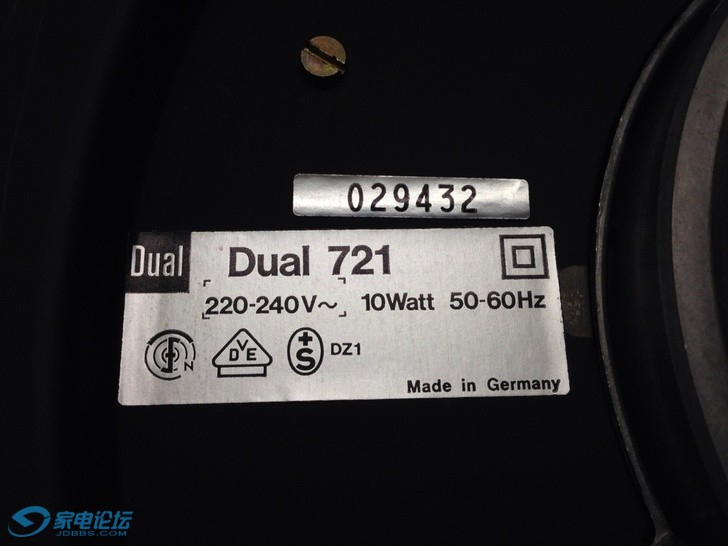 029432
Dual Dual 721
220-240V~ 10Watt 50-60Hz
S N
DVE
+S DZ1
Made in Germany
家电论坛
JDBBS.COM